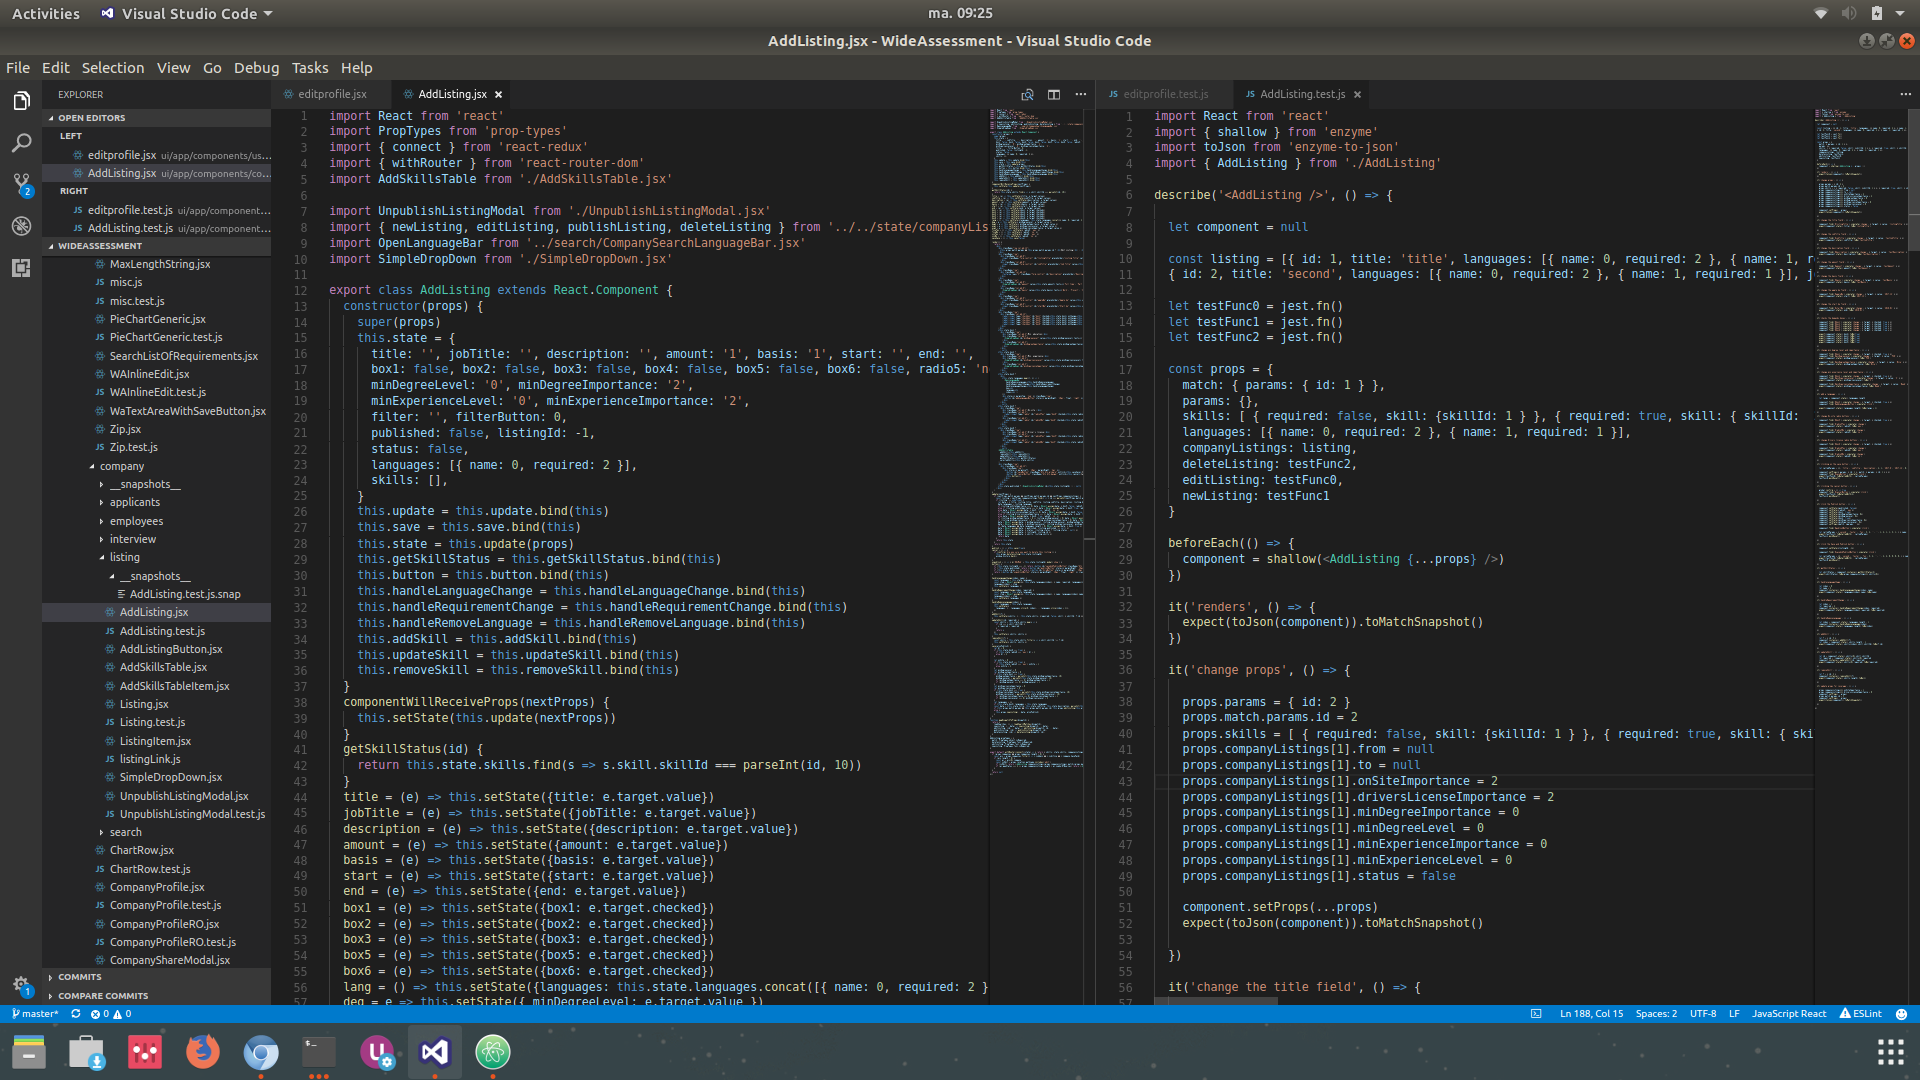 Activities
Visual Studio Code
ma. 09:25
AddListing.jsx - WideAssessment - Visual Studio Code
File Edit Selection View Go Debug Tasks Help
EXPLORER
OPEN EDITORS
LEFT
editprofile.jsx ui/app/components/us...
AddListing.jsx ui/app/components/co...
RIGHT
editprofile.test.js ui/app/component...
AddListing.test.js ui/app/component...
WIDEASSESSMENT
MaxLengthString.jsx
misc.js
misc.test.js
PieChartGeneric.jsx
PieChartGeneric.test.js
SearchListOfRequirements.jsx
WAInlineEdit.jsx
WAInlineEdit.test.js
WaTextAreaWithSaveButton.jsx
Zip.jsx
Zip.test.js
company
__snapshots__
applicants
employees
interview
listing
__snapshots__
AddListing.test.js.snap
AddListing.jsx
AddListing.test.js
AddListingButton.jsx
AddSkillsTable.jsx
AddSkillsTableItem.jsx
Listing.jsx
Listing.test.js
ListingItem.jsx
listingLink.js
SimpleDropDown.jsx
UnpublishListingModal.jsx
UnpublishListingModal.test.js
search
ChartRow.jsx
ChartRow.test.js
CompanyProfile.jsx
CompanyProfile.test.js
CompanyProfileRO.jsx
CompanyProfileRO.test.js
CompanyShareModal.jsx
COMMITS
COMPARE COMMITS
editprofile.jsx
AddListing.jsx
1 import React from 'react'
2 import PropTypes from 'prop-types'
3 import { connect } from 'react-redux'
4 import { withRouter } from 'react-router-dom'
5 import AddSkillsTable from './AddSkillsTable.jsx'
6
7 import UnpublishListingModal from './UnpublishListingModal.jsx'
8 import { newListing, editListing, publishListing, deleteListing } from '../../state/companyLis
9 import OpenLanguageBar from '../search/CompanySearchLanguageBar.jsx'
10 import SimpleDropDown from './SimpleDropDown.jsx'
11
12 export class AddListing extends React.Component {
13 constructor(props) {
14 super(props)
15 this.state = {
16 title: '', jobTitle: '', description: '', amount: '1', basis: '1', start: '', end: '',
17 box1: false, box2: false, box3: false, box4: false, box5: false, box6: false, radio5: 'n
18 minDegreeLevel: '0', minDegreeImportance: '2',
19 minExperienceLevel: '0', minExperienceImportance: '2',
20 filter: '', filterButton: 0,
21 published: false, listingId: -1,
22 status: false,
23 languages: [{ name: 0, required: 2 }],
24 skills: [],
25 }
26 this.update = this.update.bind(this)
27 this.save = this.save.bind(this)
28 this.state = this.update(props)
29 this.getSkillStatus = this.getSkillStatus.bind(this)
30 this.button = this.button.bind(this)
31 this.handleLanguageChange = this.handleLanguageChange.bind(this)
32 this.handleRequirementChange = this.handleRequirementChange.bind(this)
33 this.handleRemoveLanguage = this.handleRemoveLanguage.bind(this)
34 this.addSkill = this.addSkill.bind(this)
35 this.updateSkill = this.updateSkill.bind(this)
36 this.removeSkill = this.removeSkill.bind(this)
37 }
38 componentWillReceiveProps(nextProps) {
39 this.setState(this.update(nextProps))
40 }
41 getSkillStatus(id) {
42 return this.state.skills.find(s => s.skill.skillId === parseInt(id, 10))
43 }
44 title = (e) => this.setState({title: e.target.value})
45 jobTitle = (e) => this.setState({jobTitle: e.target.value})
46 description = (e) => this.setState({description: e.target.value})
47 amount = (e) => this.setState({amount: e.target.value})
48 basis = (e) => this.setState({basis: e.target.value})
49 start = (e) => this.setState({start: e.target.value})
50 end = (e) => this.setState({end: e.target.value})
51 box1 = (e) => this.setState({box1: e.target.checked})
52 box2 = (e) => this.setState({box2: e.target.checked})
53 box3 = (e) => this.setState({box3: e.target.checked})
54 box5 = (e) => this.setState({box5: e.target.checked})
55 box6 = (e) => this.setState({box6: e.target.checked})
56 lang = () => this.setState({languages: this.state.languages.concat([{ name: 0, required: 2 }
57 deg = e => this.setState({ minDegreeLevel: e.target.value })
editprofile.test.js
AddListing.test.js
1 import React from 'react'
2 import { shallow } from 'enzyme'
3 import toJson from 'enzyme-to-json'
4 import { AddListing } from './AddListing'
5
6 describe('<AddListing />', () => {
7
8 let component = null
9
10 const listing = [{ id: 1, title: 'title', languages: [{ name: 0, required: 2 }, { name: 1, r
11 { id: 2, title: 'second', languages: [{ name: 0, required: 2 }, { name: 1, required: 1 }], j
12
13 let testFunc0 = jest.fn()
14 let testFunc1 = jest.fn()
15 let testFunc2 = jest.fn()
16
17 const props = {
18 match: { params: { id: 1 } },
19 params: {},
20 skills: [ { required: false, skill: {skillId: 1 } }, { required: true, skill: { skillId:
21 languages: [{ name: 0, required: 2 }, { name: 1, required: 1 }],
22 companyListings: listing,
23 deleteListing: testFunc2,
24 editListing: testFunc0,
25 newListing: testFunc1
26 }
27
28 beforeEach(() => {
29 component = shallow(<AddListing {...props} />)
30 })
31
32 it('renders', () => {
33 expect(toJson(component)).toMatchSnapshot()
34 })
35
36 it('change props', () => {
37
38 props.params = { id: 2 }
39 props.match.params.id = 2
40 props.skills = [ { required: false, skill: {skillId: 1 } }, { required: true, skill: { ski
41 props.companyListings[1].from = null
42 props.companyListings[1].to = null
43 props.companyListings[1].onSiteImportance = 2
44 props.companyListings[1].driversLicenseImportance = 2
45 props.companyListings[1].minDegreeImportance = 0
46 props.companyListings[1].minDegreeLevel = 0
47 props.companyListings[1].minExperienceImportance = 0
48 props.companyListings[1].minExperienceLevel = 0
49 props.companyListings[1].status = false
50
51 component.setProps(...props)
52 expect(toJson(component)).toMatchSnapshot()
53
54 })
55
56 it('change the title field', () => {
57
master* 0 0
Ln 188, Col 15 Spaces: 2 UTF-8 LF JavaScript React ESLint